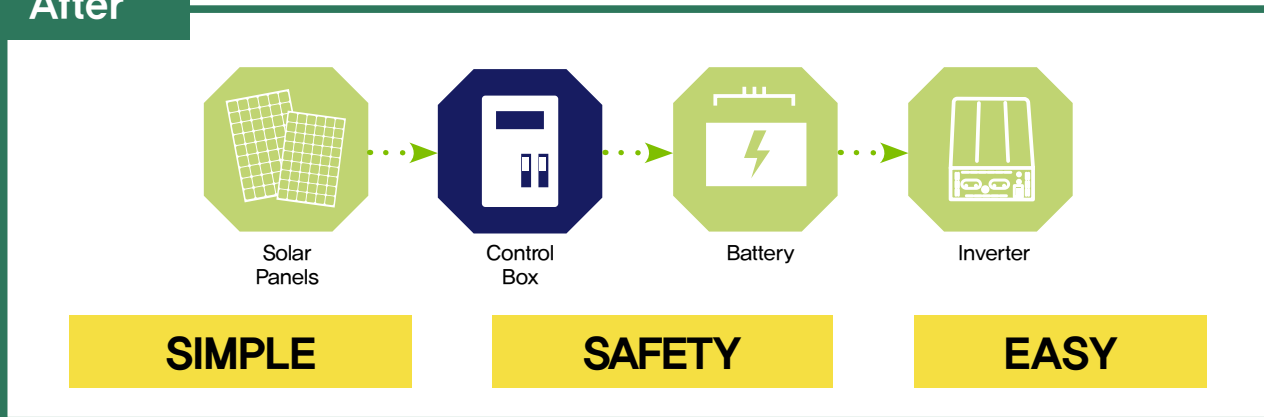 After
Solar
Panels
Control
Box
Battery
Inverter
SIMPLE
SAFETY
EASY